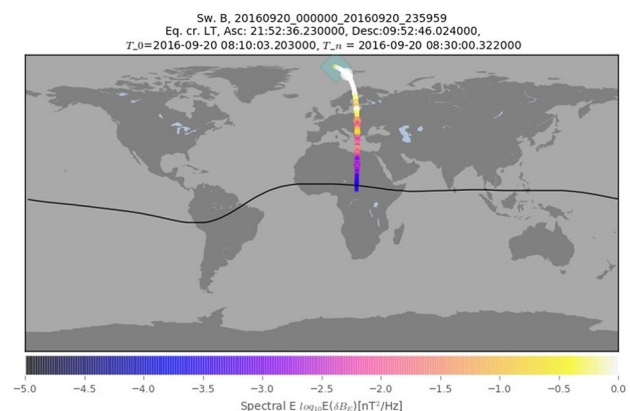 Sw. B, 20160920_000000_20160920_235959
Eq. cr. LT, Asc: 21:52:36.230000, Desc:09:52:46.024000,
T_0=2016-09-20 08:10:03.203000, T_n = 2016-09-20 08:30:00.322000
−5.0 −4.5 −4.0 −3.5 −3.0 −2.5 −2.0 −1.5 −1.0 −0.5 0.0
Spectral E log₁₀E(δB_E)[nT²/Hz]